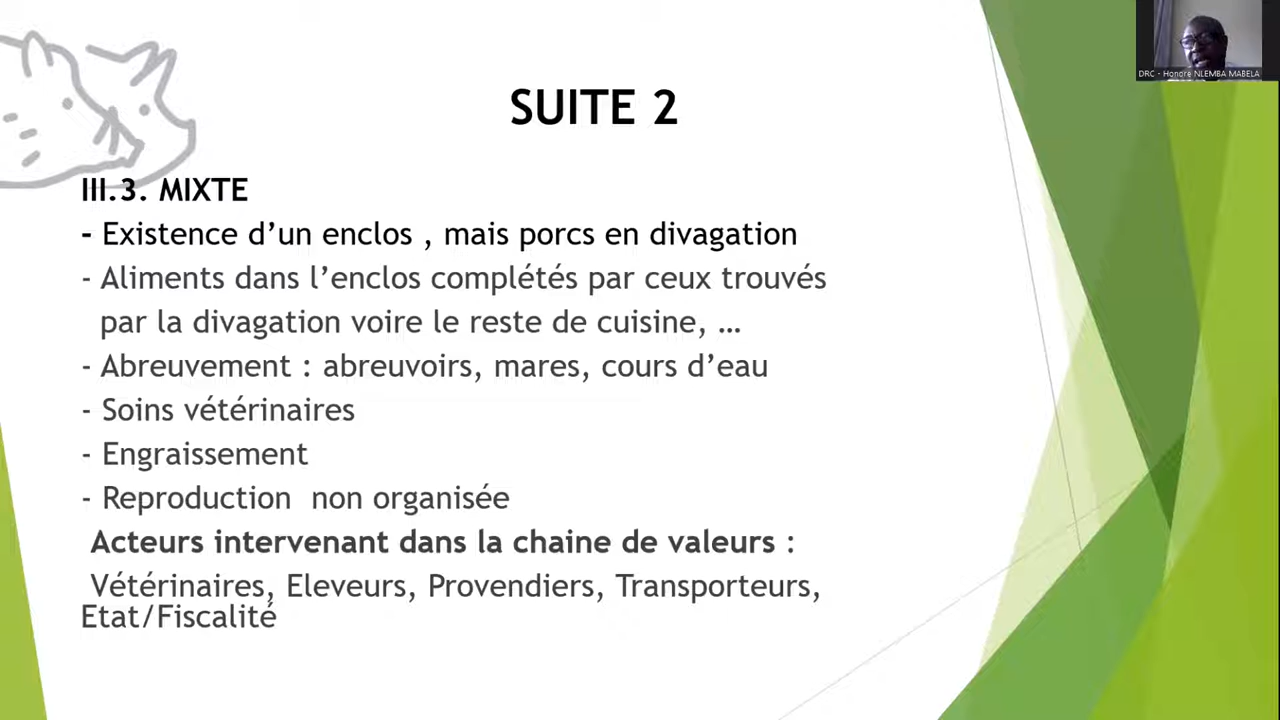 DRC - Honoré NLEMBA MABELA
SUITE 2
III.3. MIXTE
- Existence d’un enclos , mais porcs en divagation
- Aliments dans l’enclos complétés par ceux trouvés
par la divagation voire le reste de cuisine, …
- Abreuvement : abreuvoirs, mares, cours d’eau
- Soins vétérinaires
- Engraissement
- Reproduction  non organisée
Acteurs intervenant dans la chaine de valeurs :
Vétérinaires, Eleveurs, Provendiers, Transporteurs,
Etat/Fiscalité